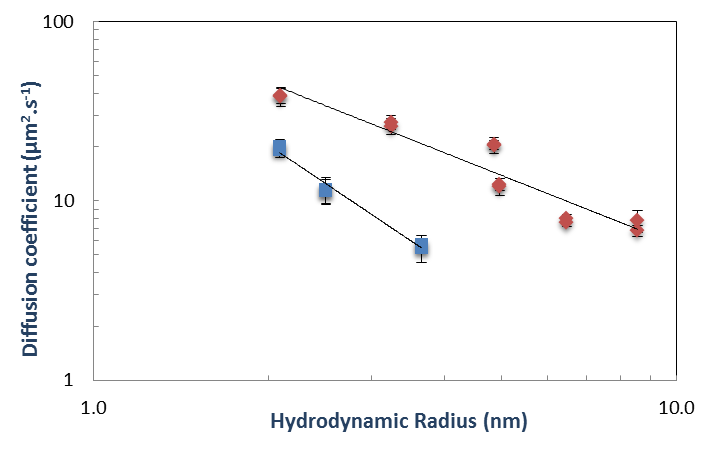 100
10
1
Diffusion coefficient (µm².s⁻¹)
1.0
10.0
Hydrodynamic Radius (nm)